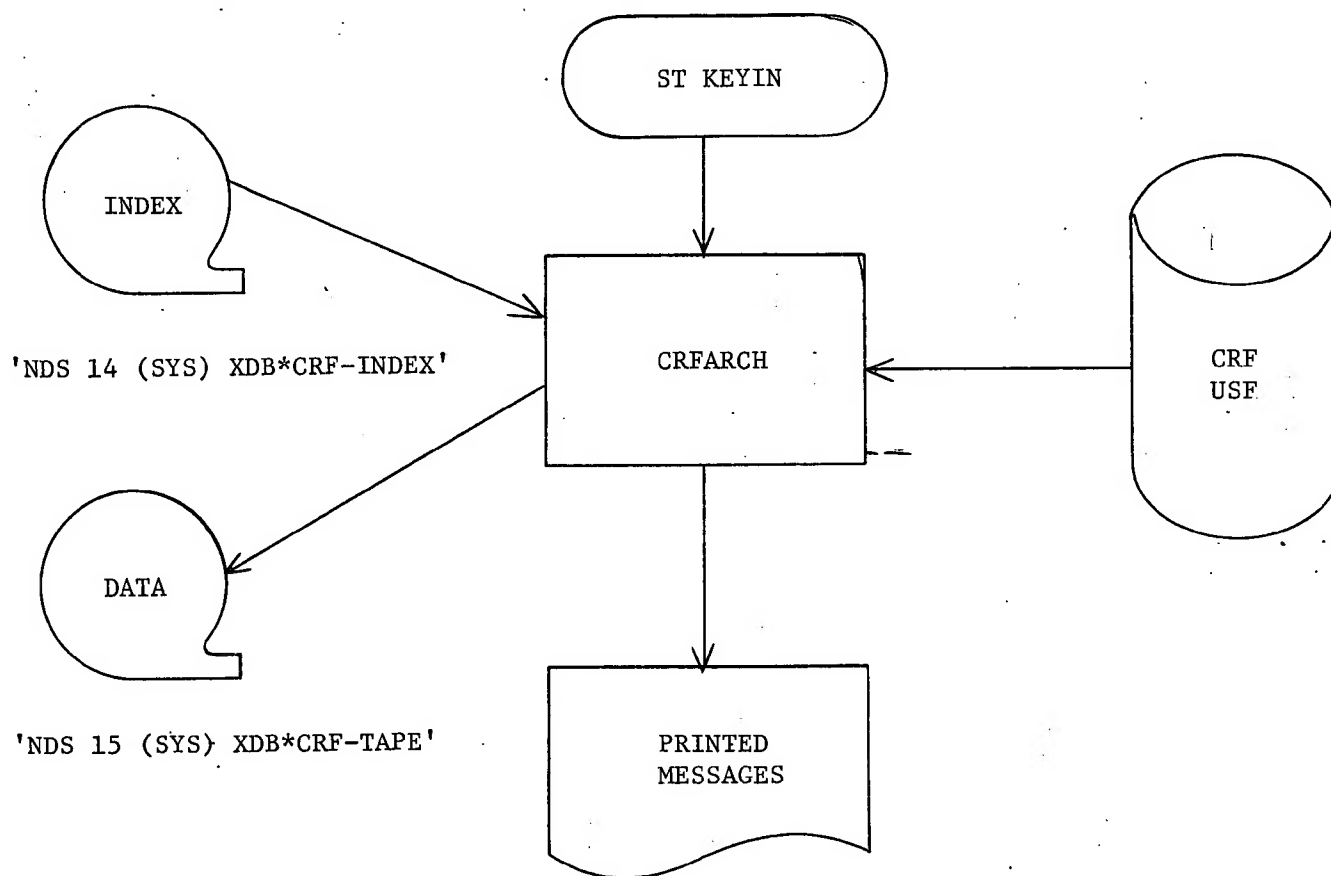 ST KEYIN
INDEX
'NDS 14 (SYS) XDB*CRF-INDEX'
CRFARCH
CRF
USF
DATA
'NDS 15 (SYS) XDB*CRF-TAPE'
PRINTED
MESSAGES